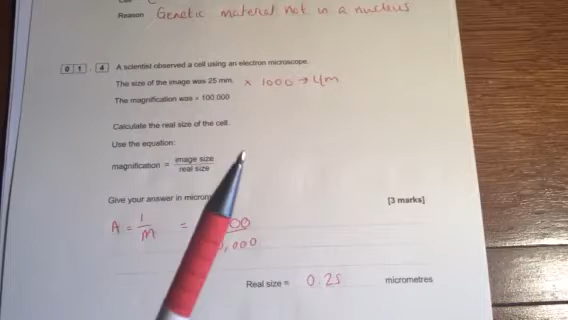 Reason Genetic material not in a nucleus
0 1 . 4 A scientist observed a cell using an electron microscope.
The size of the image was 25 mm. × 1000 → μm
The magnification was × 100 000
Calculate the real size of the cell.
Use the equation:
magnification = image size
real size
Give your answer in
[3 marks]
A = I =
M
Real size = 0.25 micrometres